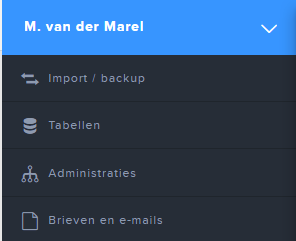 M. van der Marel
Import / backup
Tabellen
Administraties
Brieven en e-mails